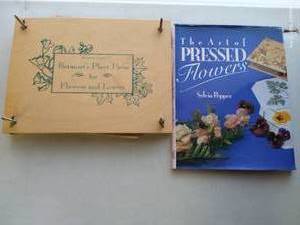 Botanist's Plant Press
for
Flowers and Leaves
The Art of
PRESSED
Flowers
Sylvia Pepper